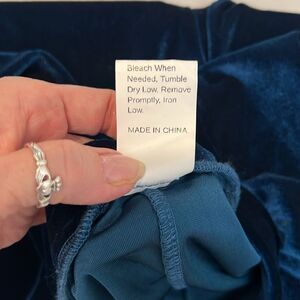 Bleach When
Needed, Tumble
Dry Low. Remove
Promptly, Iron
Low.
MADE IN CHINA